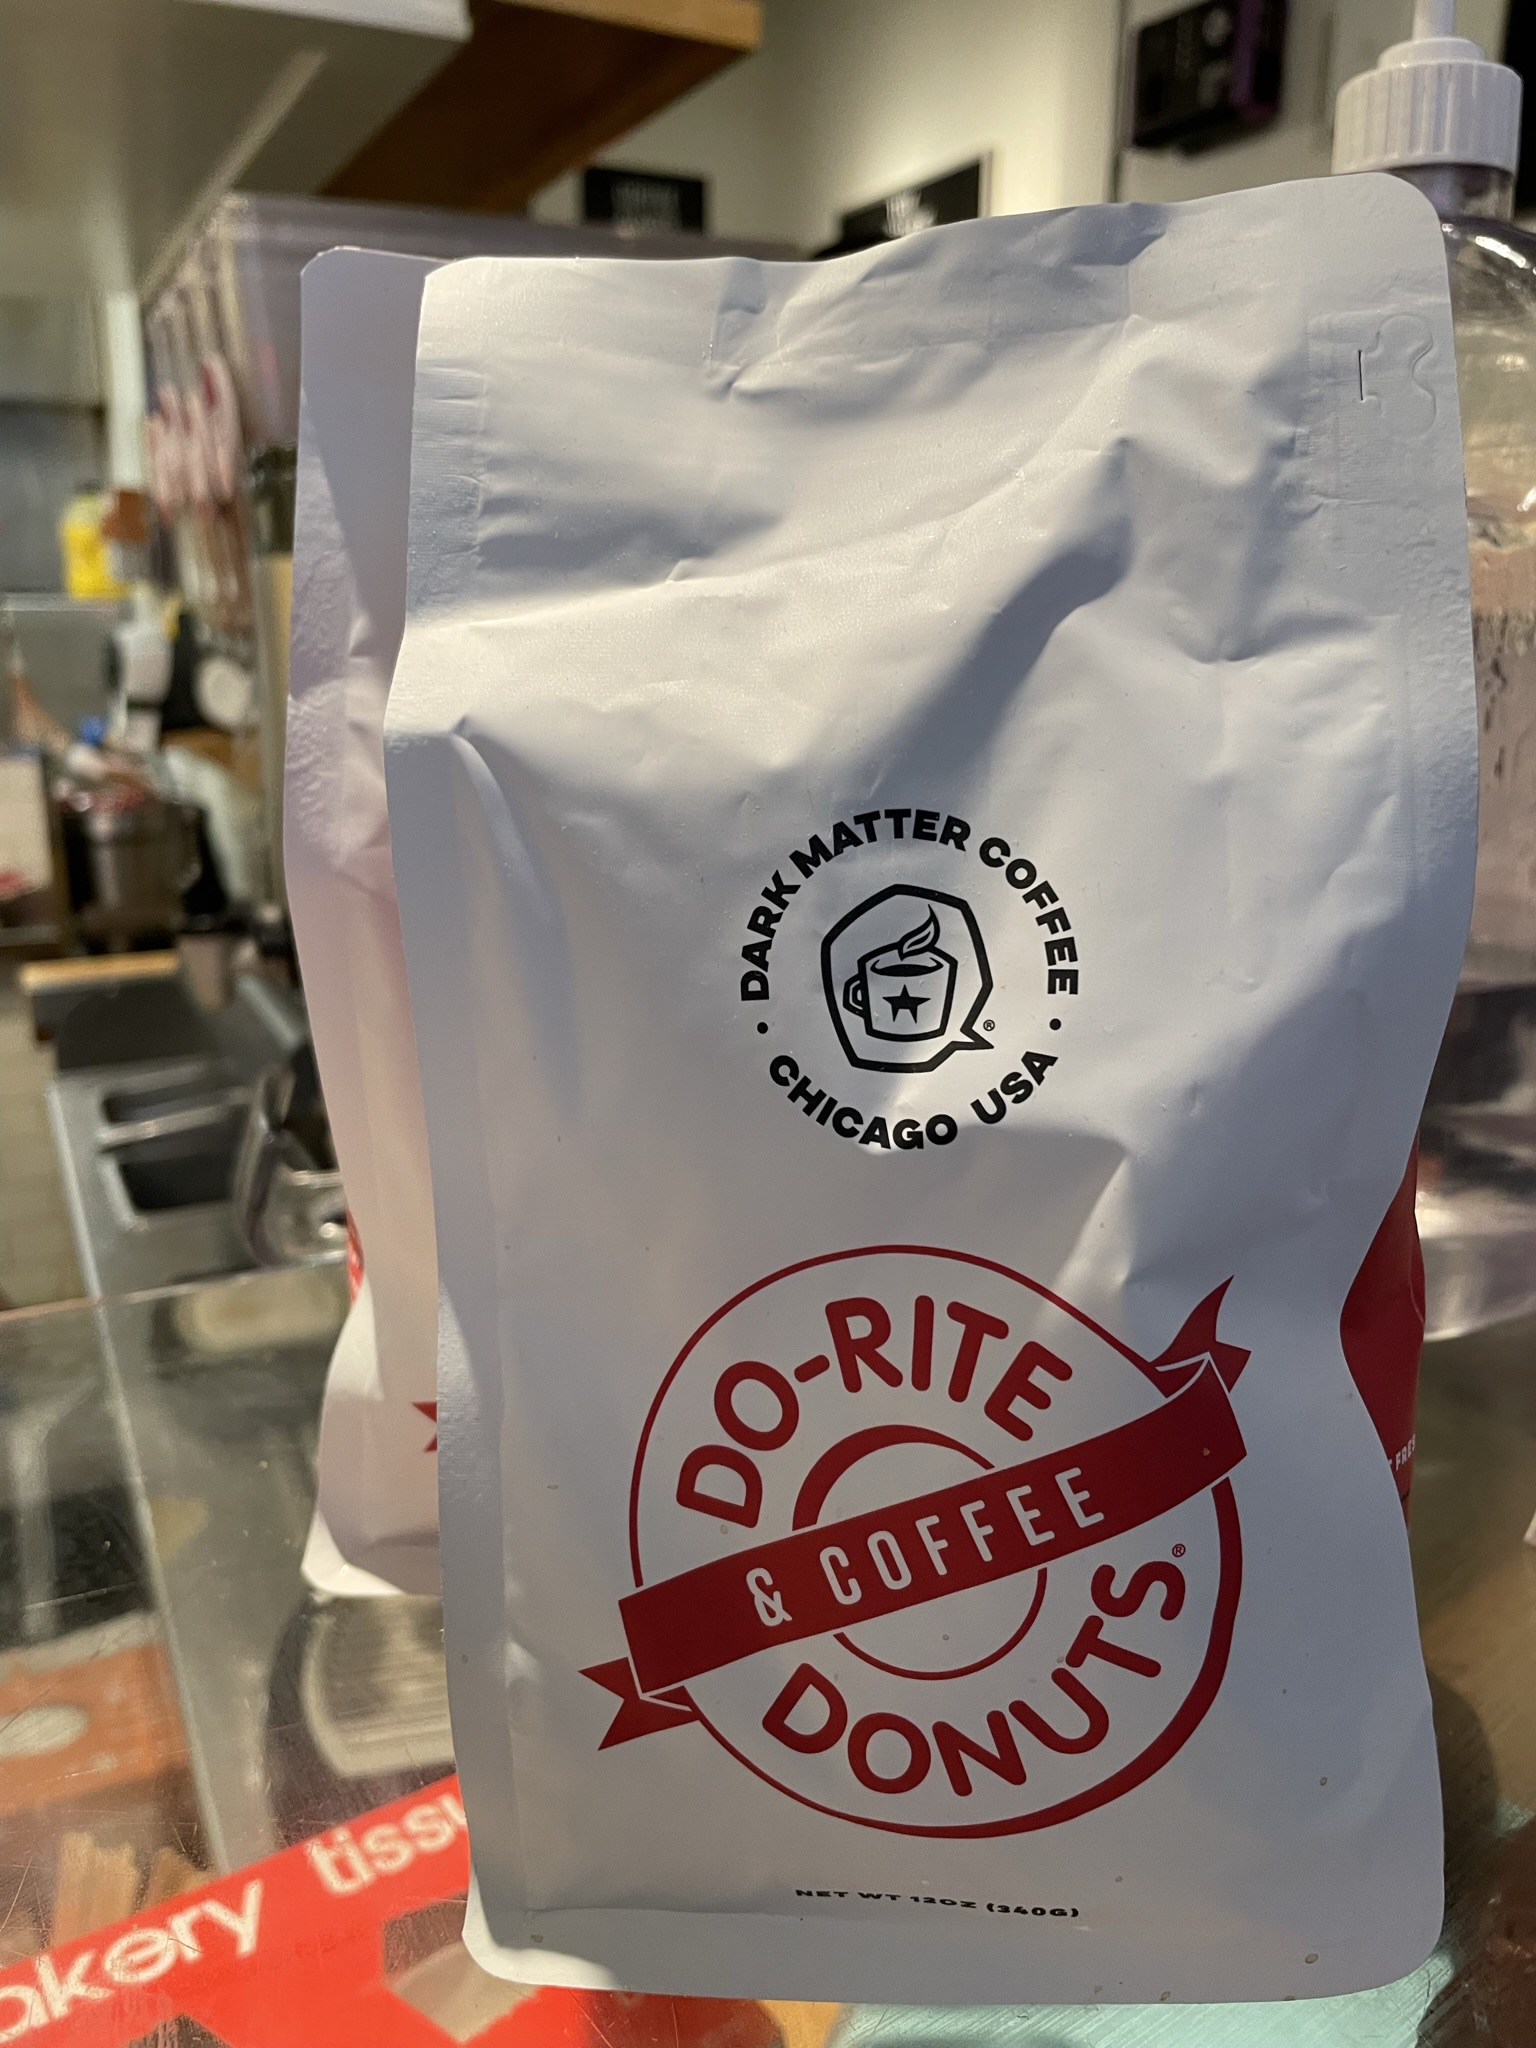 DARK MATTER COFFEE
®
• CHICAGO USA •
DO-RITE
& COFFEE
DONUTS®
NET WT 12OZ (340G)
akery tissu